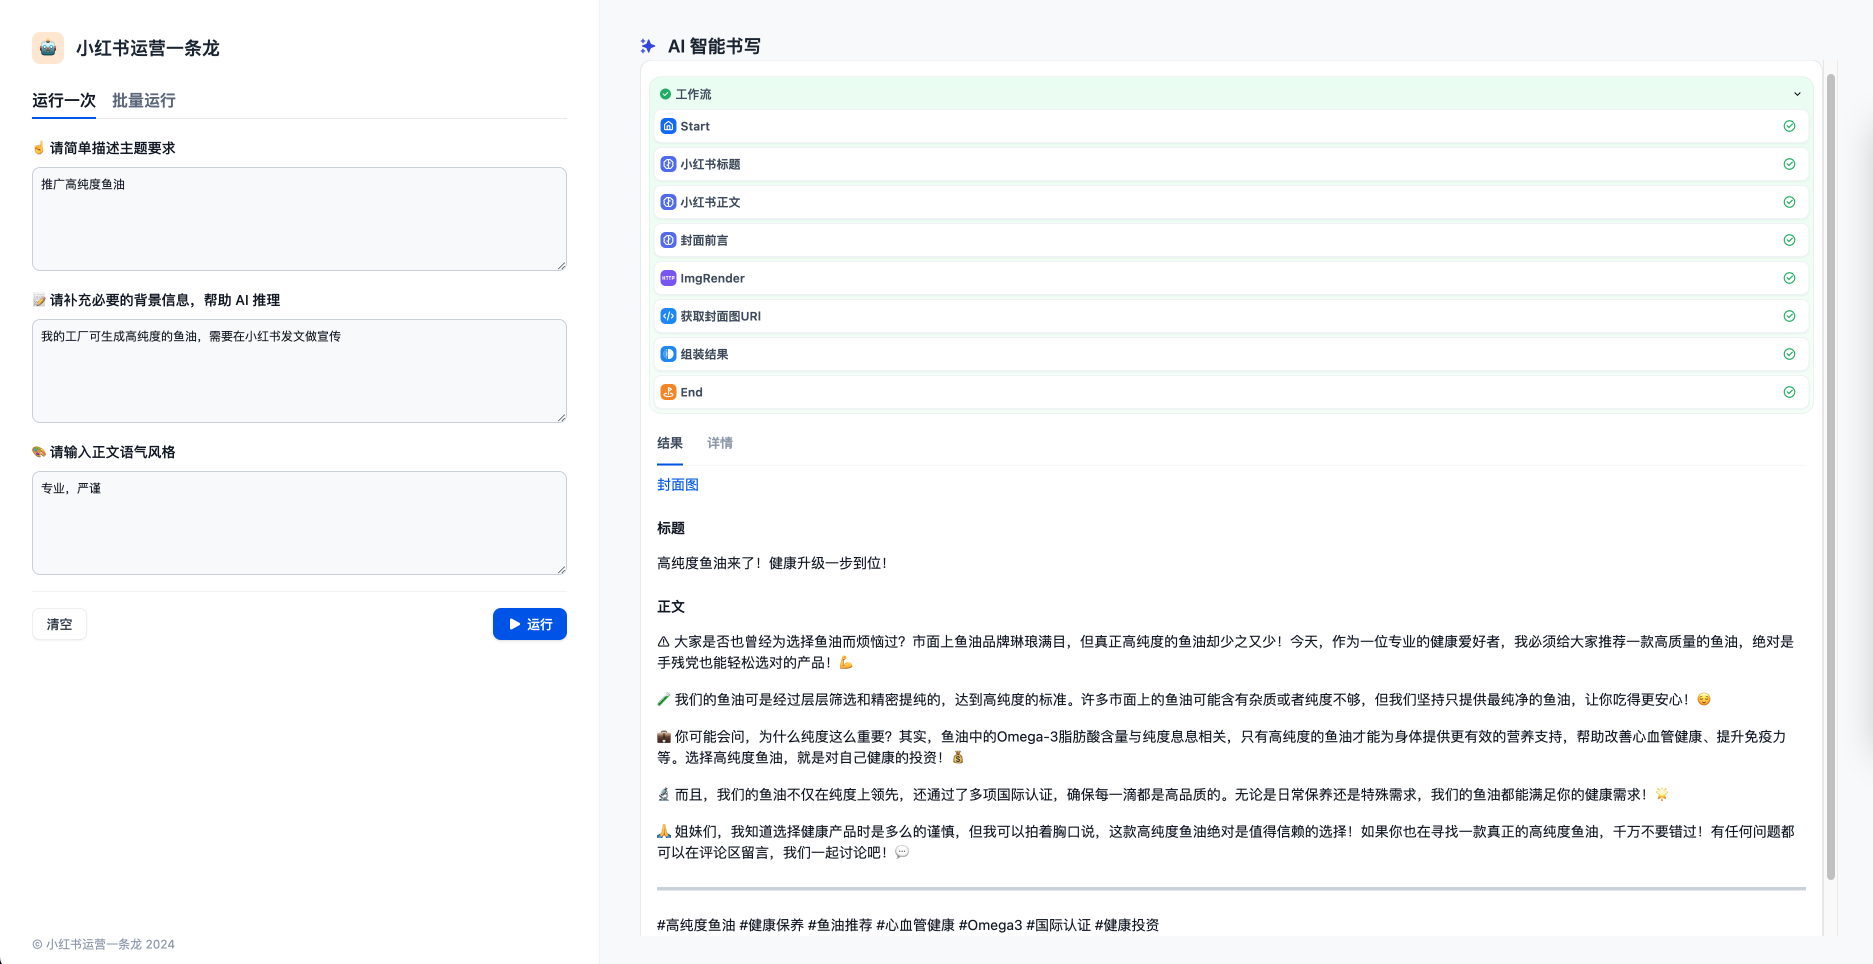 小红书运营一条龙
运行一次 批量运行
请简单描述主题要求
推广高纯度鱼油
请补充必要的背景信息，帮助 AI 推理
我的工厂可生成高纯度的鱼油，需要在小红书发文做宣传
请输入正文语气风格
专业，严谨
清空 运行
© 小红书运营一条龙 2024
AI 智能书写
工作流
Start
小红书标题
小红书正文
封面前言
HTTP ImgRender
获取封面图URl
组装结果
End
结果 详情
封面图
标题
高纯度鱼油来了！健康升级一步到位！
正文
⚠ 大家是否也曾经为选择鱼油而烦恼过？市面上鱼油品牌琳琅满目，但真正高纯度的鱼油却少之又少！今天，作为一位专业的健康爱好者，我必须给大家推荐一款高质量的鱼油，绝对是
手残党也能轻松选对的产品！💪
🧪 我们的鱼油可是经过层层筛选和精密提纯的，达到高纯度的标准。许多市面上的鱼油可能含有杂质或者纯度不够，但我们坚持只提供最纯净的鱼油，让你吃得更安心！😌
💼 你可能会问，为什么纯度这么重要？其实，鱼油中的Omega-3脂肪酸含量与纯度息息相关，只有高纯度的鱼油才能为身体提供更有效的营养支持，帮助改善心血管健康、提升免疫力
等。选择高纯度鱼油，就是对自己健康的投资！💰
🔬 而且，我们的鱼油不仅在纯度上领先，还通过了多项国际认证，确保每一滴都是高品质的。无论是日常保养还是特殊需求，我们的鱼油都能满足你的健康需求！🌟
🙏 姐妹们，我知道选择健康产品时是多么的谨慎，但我可以拍着胸口说，这款高纯度鱼油绝对是值得信赖的选择！如果你也在寻找一款真正的高纯度鱼油，千万不要错过！有任何问题都
可以在评论区留言，我们一起讨论吧！💬
#高纯度鱼油 #健康保养 #鱼油推荐 #心血管健康 #Omega3 #国际认证 #健康投资